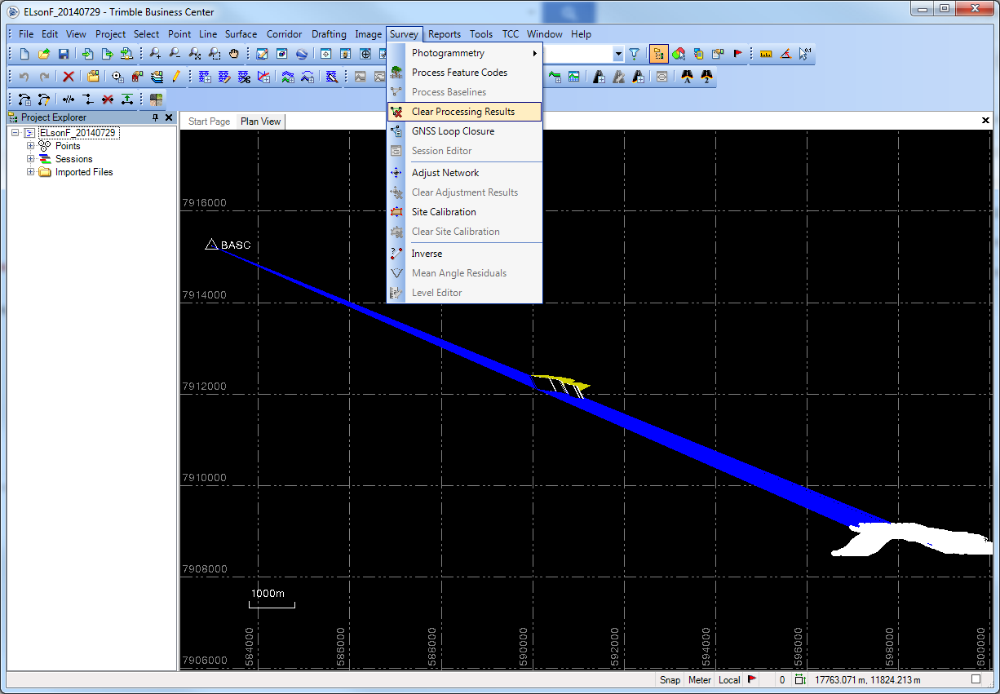 ELsonF_20140729 - Trimble Business Center
File Edit View Project Select Point Line Surface Corridor Drafting Image Survey Reports Tools TCC Window Help
Project Explorer
ELsonF_20140729
Points
Sessions
Imported Files
Start Page Plan View
Photogrammetry
Process Feature Codes
Process Baselines
Clear Processing Results
GNSS Loop Closure
Session Editor
Adjust Network
Clear Adjustment Results
Site Calibration
Clear Site Calibration
Inverse
Mean Angle Residuals
Level Editor
7916000
BASC
7914000
7912000
7910000
7908000
1000m
7906000
584000
586000
588000
590000
592000
594000
596000
598000
600000
Snap Meter Local 0 17763.071 m, 11824.213 m